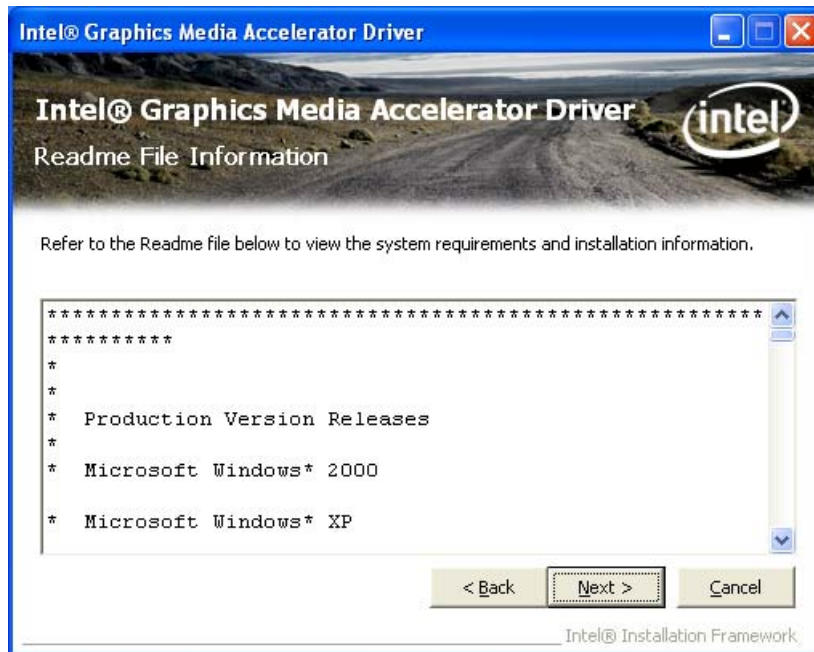 Intel® Graphics Media Accelerator Driver
Intel® Graphics Media Accelerator Driver
Readme File Information
intel
Refer to the Readme file below to view the system requirements and installation information.
********************************************************
**********
*
*
* Production Version Releases
*
* Microsoft Windows* 2000
* Microsoft Windows* XP
< Back
Next >
Cancel
Intel® Installation Framework